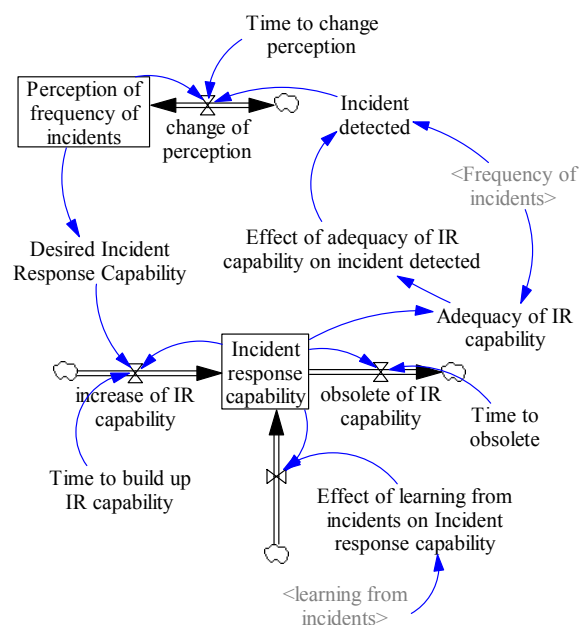 Time to change
perception
Perception of
frequency of
incidents
change of
perception
Incident
detected
<Frequency of
incidents>
Desired Incident
Response Capability
Effect of adequacy of IR
capability on incident detected
Adequacy of IR
capability
increase of IR
capability
Incident
response
capability
obsolete of IR
capability
Time to
obsolete
Time to build up
IR capability
Effect of learning from
incidents on Incident
response capability
<learning from
incidents>